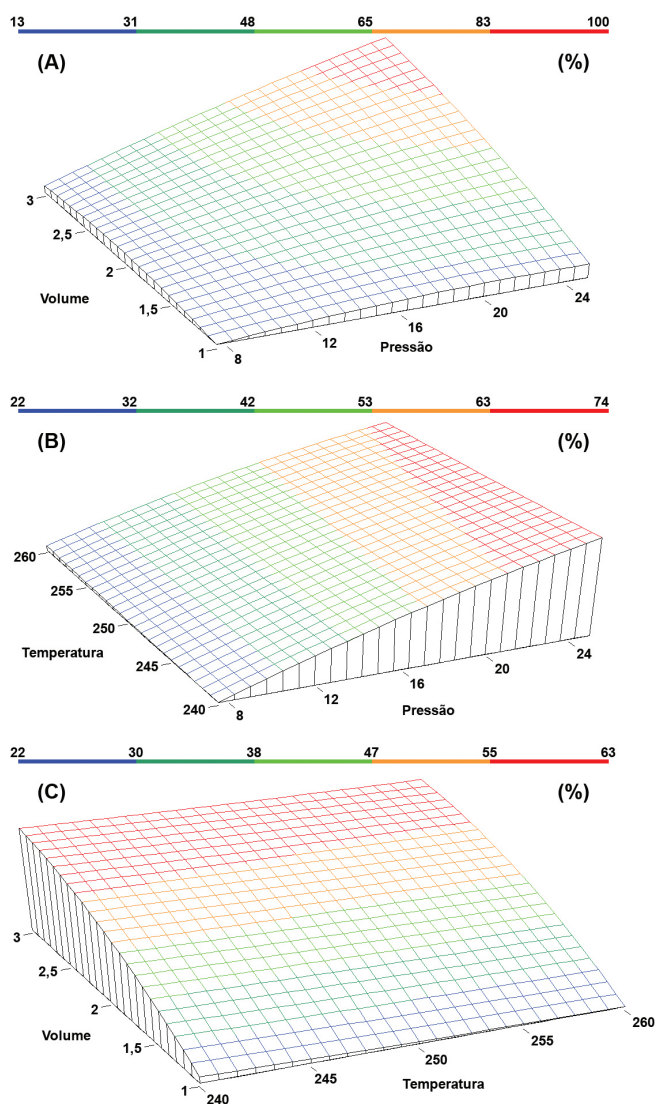 13 31 48 65 83 100
(A) (%)
3
2,5
2
Volume
1,5
1
8
12
16
20
24
Pressão
22 32 42 53 63 74
(B) (%)
260
255
250
Temperatura
245
240
8
12
16
20
24
Pressão
22 30 38 47 55 63
(C) (%)
3
2,5
2
Volume
1,5
1
240
245
250
255
260
Temperatura